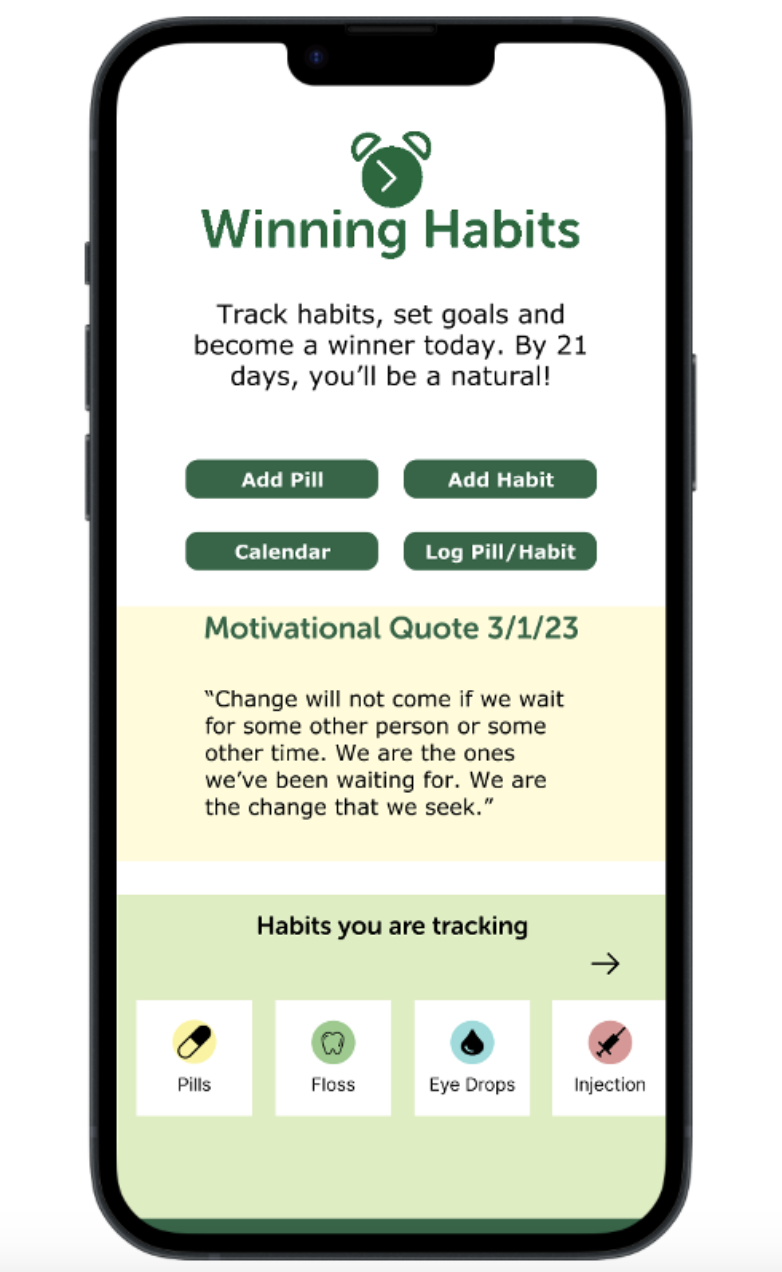 Winning Habits
Track habits, set goals and
become a winner today. By 21
days, you’ll be a natural!
Add Pill
Add Habit
Calendar
Log Pill/Habit
Motivational Quote 3/1/23
“Change will not come if we wait
for some other person or some
other time. We are the ones
we’ve been waiting for. We are
the change that we seek.”
Habits you are tracking
Pills
Floss
Eye Drops
Injection